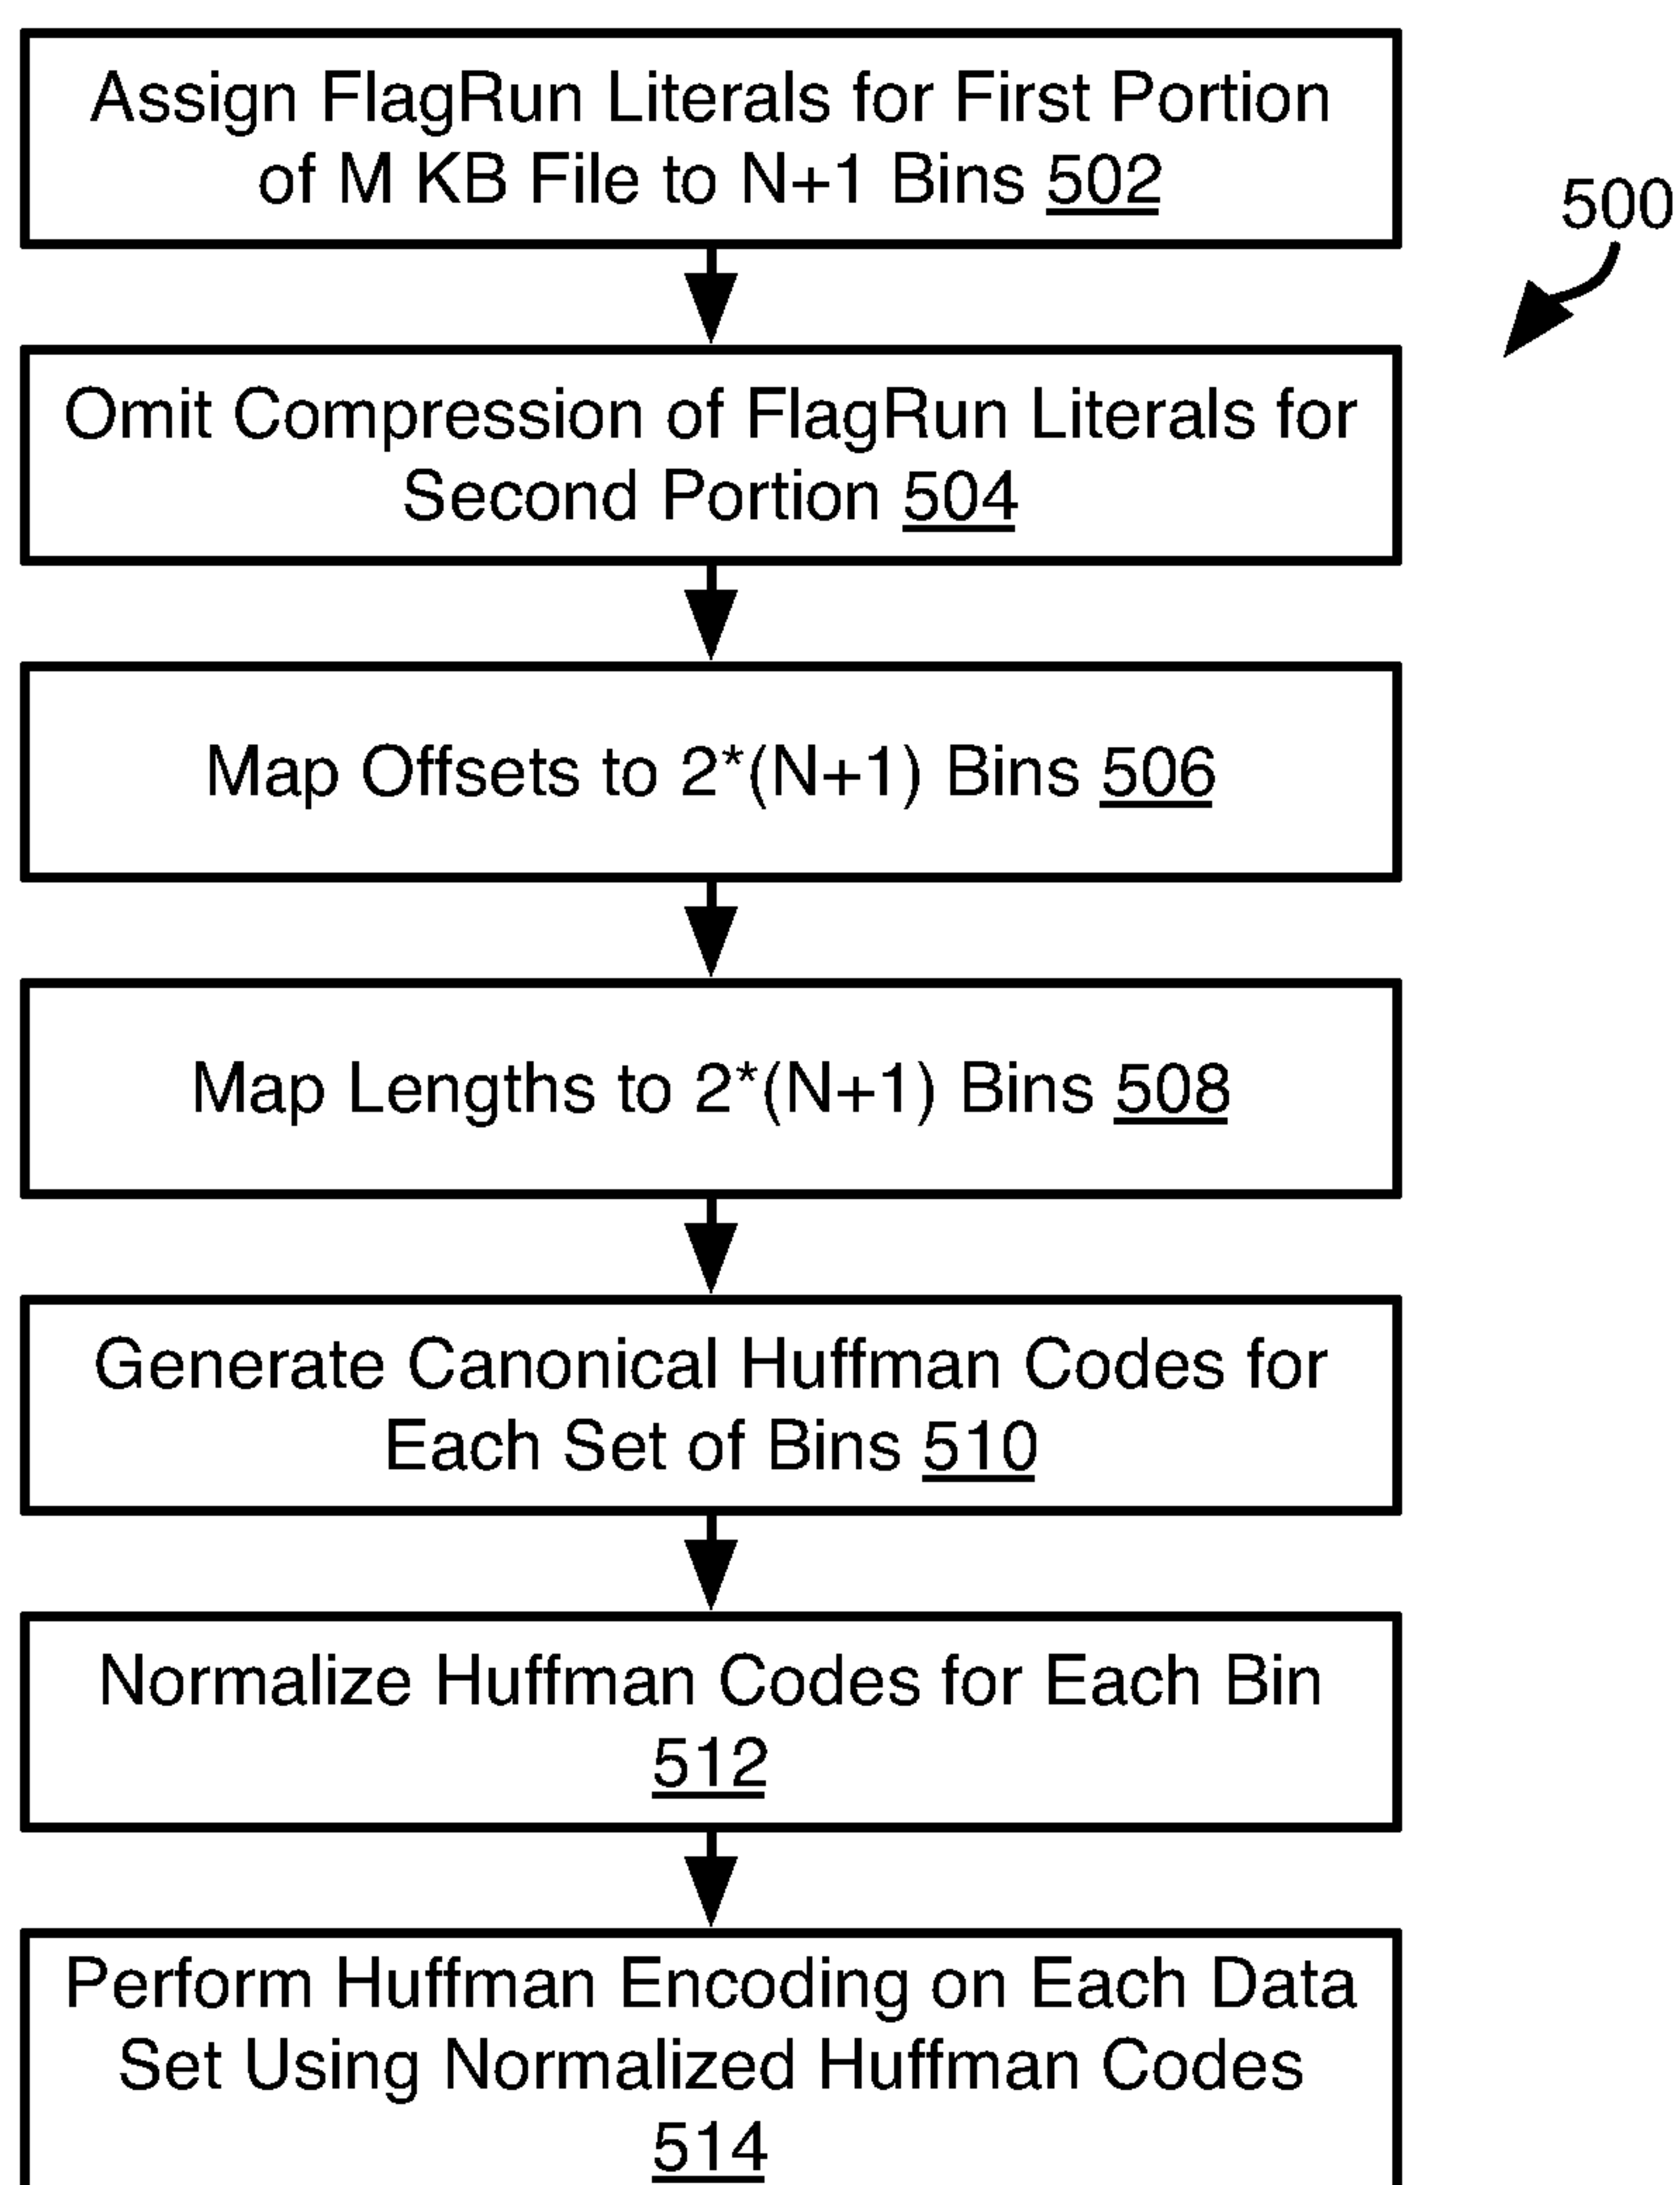 Assign FlagRun Literals for First Portion
of M KB File to N+1 Bins 502
500
Omit Compression of FlagRun Literals for
Second Portion 504
Map Offsets to 2*(N+1) Bins 506
Map Lengths to 2*(N+1) Bins 508
Generate Canonical Huffman Codes for
Each Set of Bins 510
Normalize Huffman Codes for Each Bin
512
Perform Huffman Encoding on Each Data
Set Using Normalized Huffman Codes
514